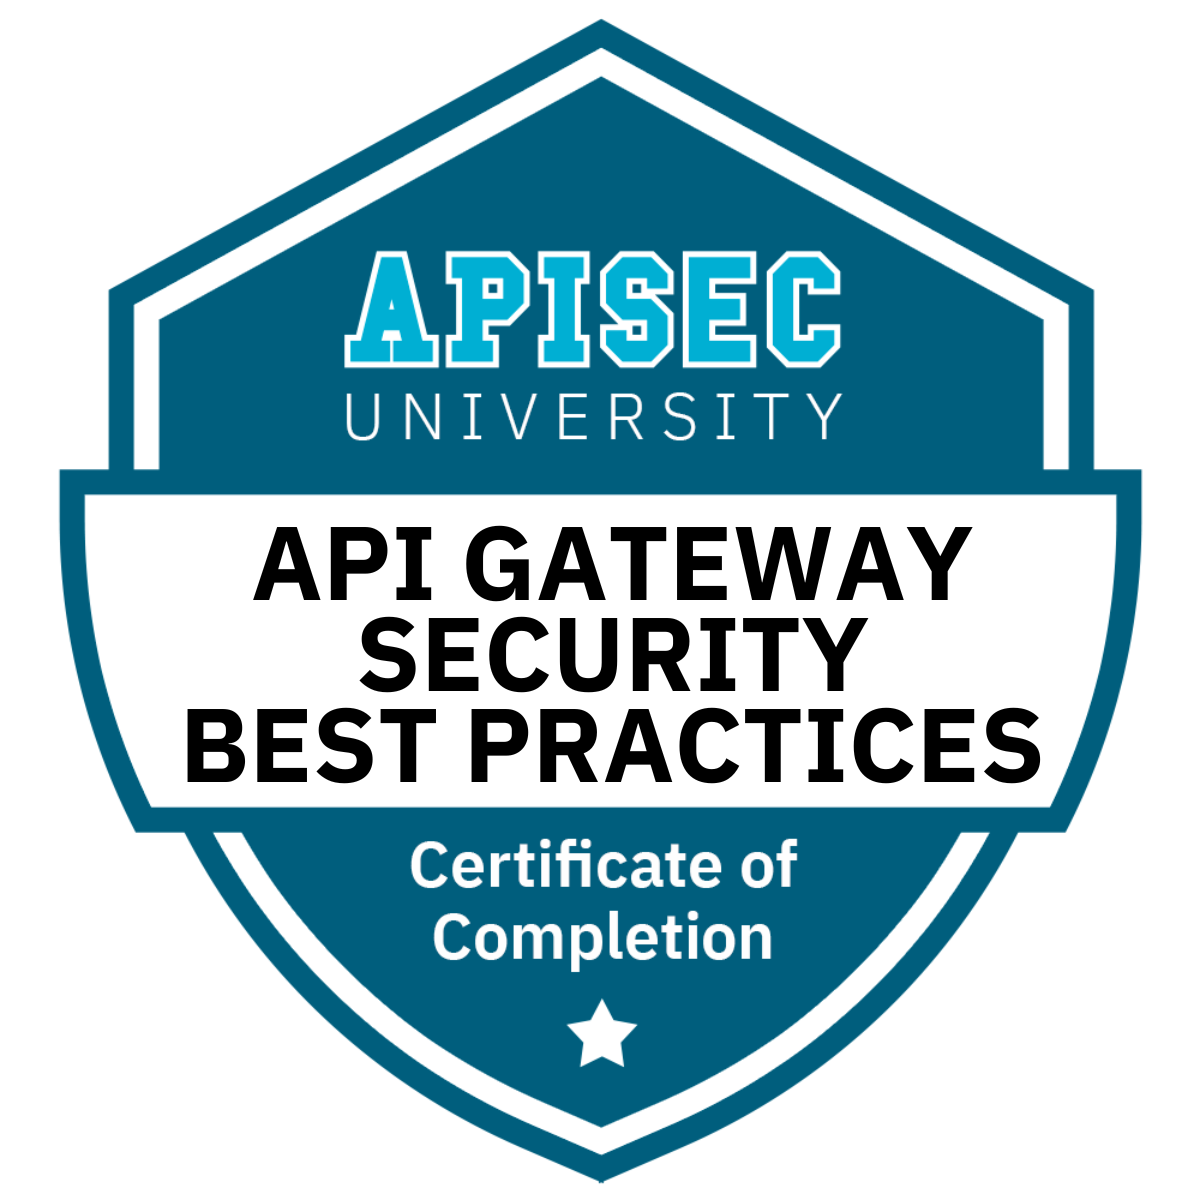 APISEC
UNIVERSITY
API GATEWAY
SECURITY
BEST PRACTICES
Certificate of
Completion